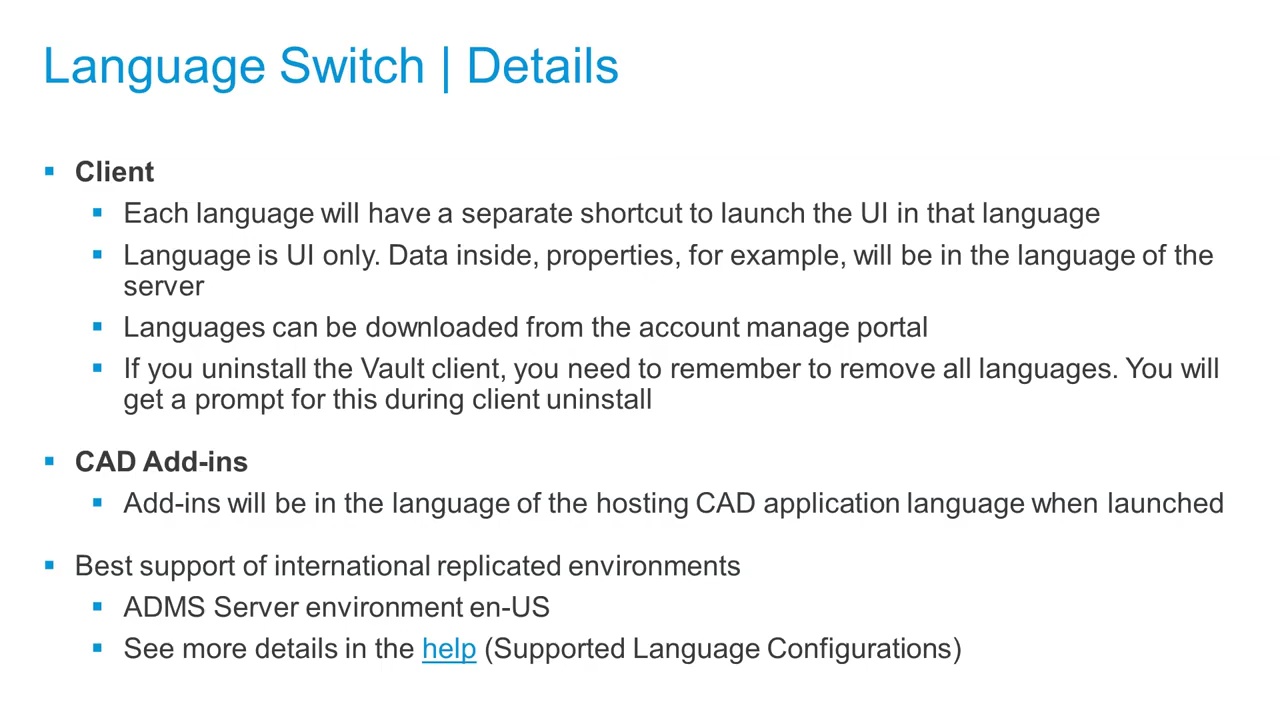 Language Switch | Details
Client
Each language will have a separate shortcut to launch the UI in that language
Language is UI only. Data inside, properties, for example, will be in the language of the
server
Languages can be downloaded from the account manage portal
If you uninstall the Vault client, you need to remember to remove all languages. You will
get a prompt for this during client uninstall
CAD Add-ins
Add-ins will be in the language of the hosting CAD application language when launched
Best support of international replicated environments
ADMS Server environment en-US
See more details in the help (Supported Language Configurations)